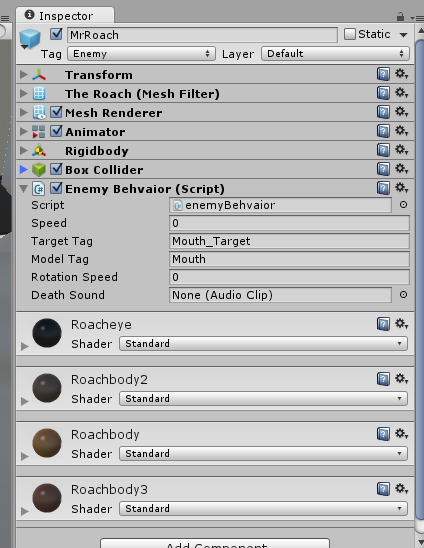 Inspector
MrRoach Static
Tag Enemy Layer Default
Transform
The Roach (Mesh Filter)
Mesh Renderer
Animator
Rigidbody
Box Collider
Enemy Behvaior (Script)
Script enemyBehvaior
Speed 0
Target Tag Mouth_Target
Model Tag Mouth
Rotation Speed 0
Death Sound None (Audio Clip)
Roacheye
Shader Standard
Roachbody2
Shader Standard
Roachbody
Shader Standard
Roachbody3
Shader Standard
Add Component